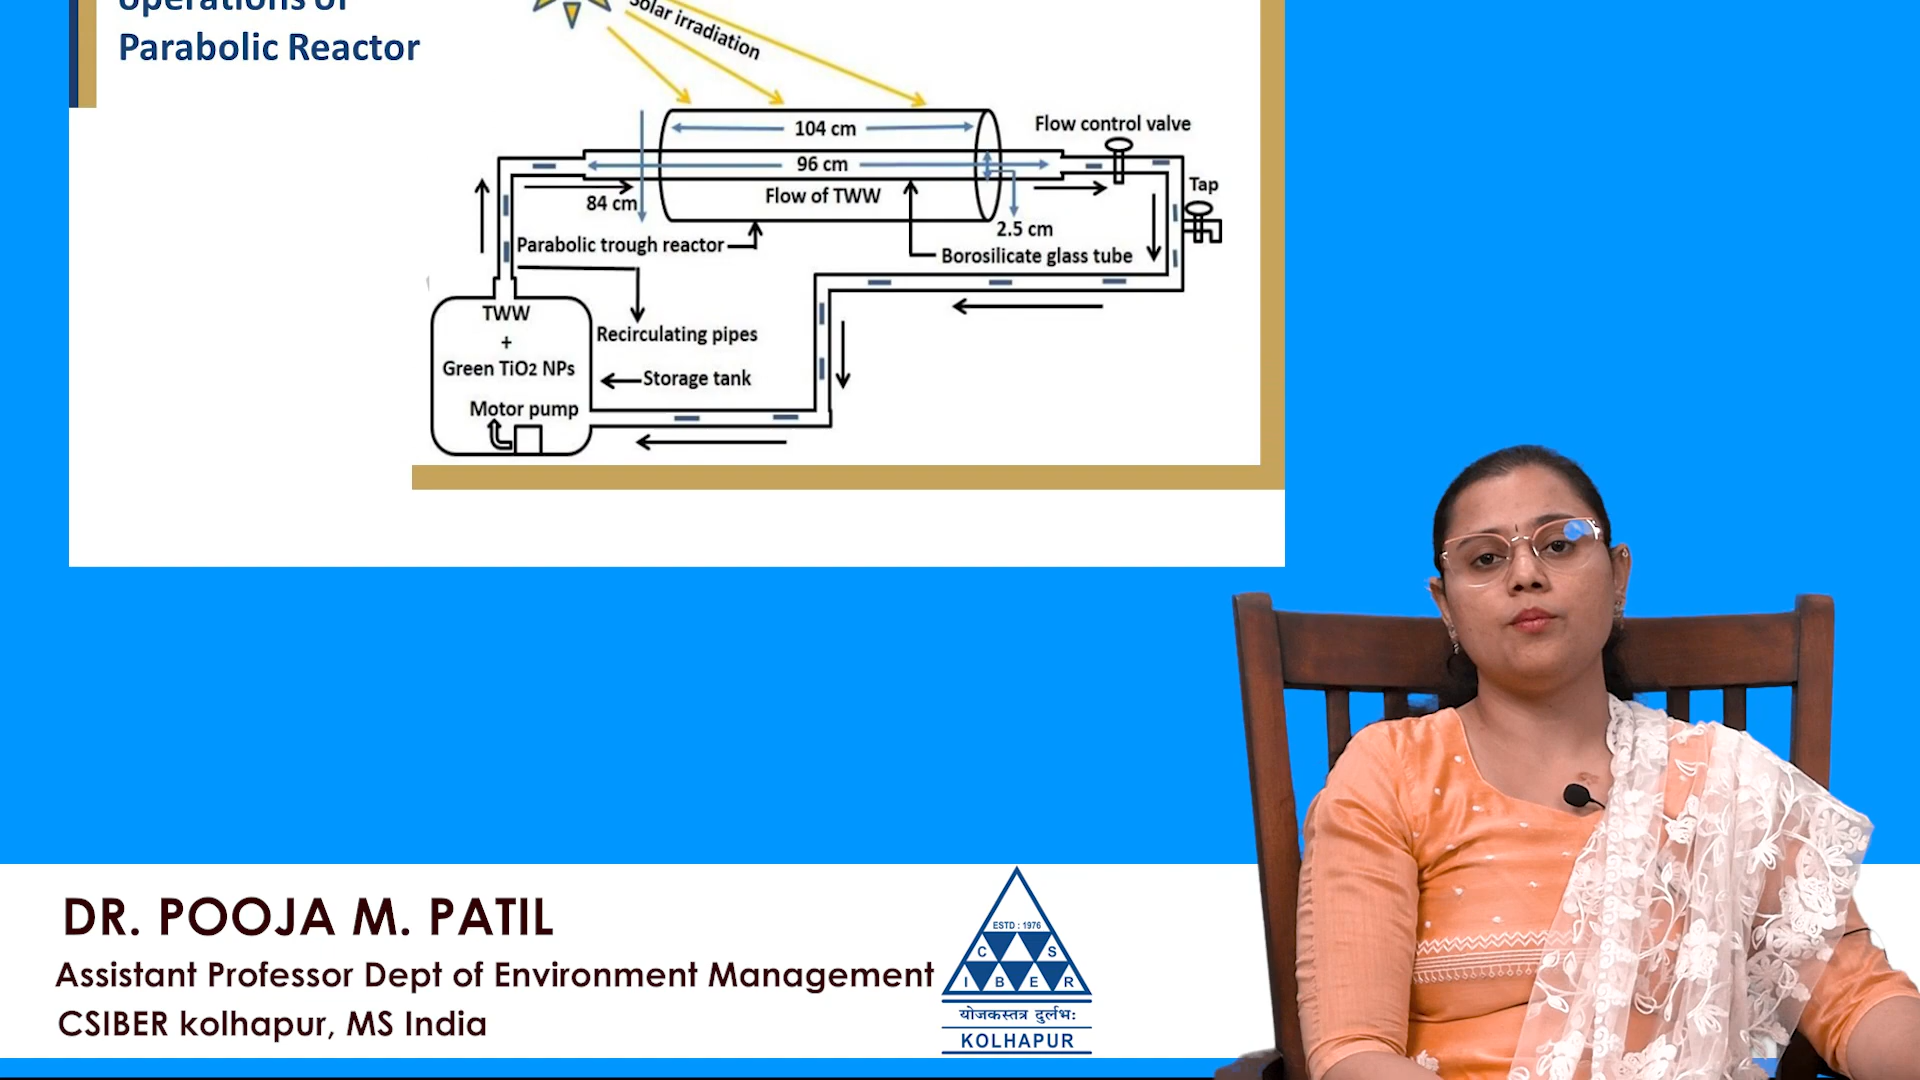 operations of
Parabolic Reactor
Solar irradiation
104 cm
Flow control valve
96 cm
Tap
84 cm
Flow of TWW
2.5 cm
Parabolic trough reactor
Borosilicate glass tube
TWW
+
Green TiO2 NPs
Recirculating pipes
Storage tank
Motor pump
DR. POOJA M. PATIL
Assistant Professor Dept of Environment Management
CSIBER kolhapur, MS India
ESTD : 1976
C S
I B E R
योजकस्तत्र दुर्लभ:
KOLHAPUR